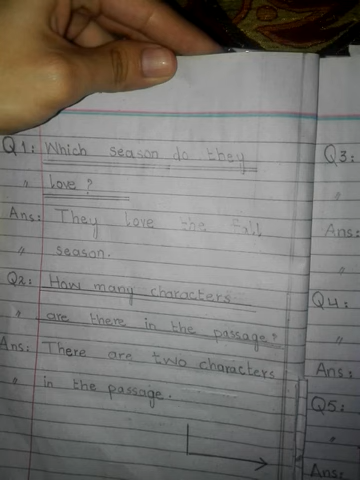 Q1: Which season do they
" love?
Ans: They love the fall
" season.
Q2: How many characters
" are there in the passage?
Ans: There are two characters
" in the passage.
Q3:
"
Ans:
"
Q4:
"
Ans:
Q5:
"
Ans: